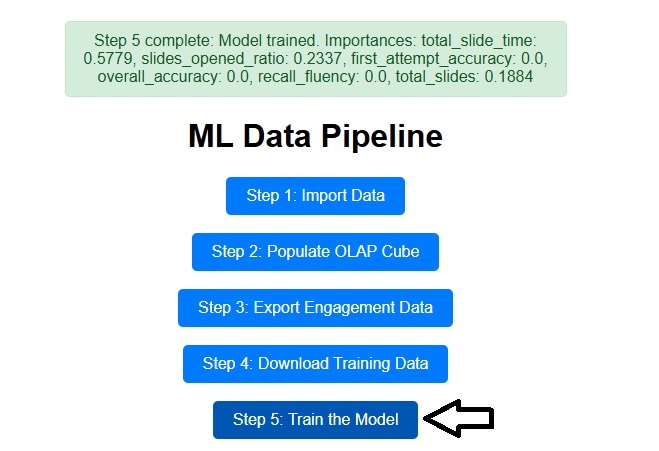 Step 5 complete: Model trained. Importances: total_slide_time:
0.5779, slides_opened_ratio: 0.2337, first_attempt_accuracy: 0.0,
overall_accuracy: 0.0, recall_fluency: 0.0, total_slides: 0.1884
ML Data Pipeline
Step 1: Import Data
Step 2: Populate OLAP Cube
Step 3: Export Engagement Data
Step 4: Download Training Data
Step 5: Train the Model